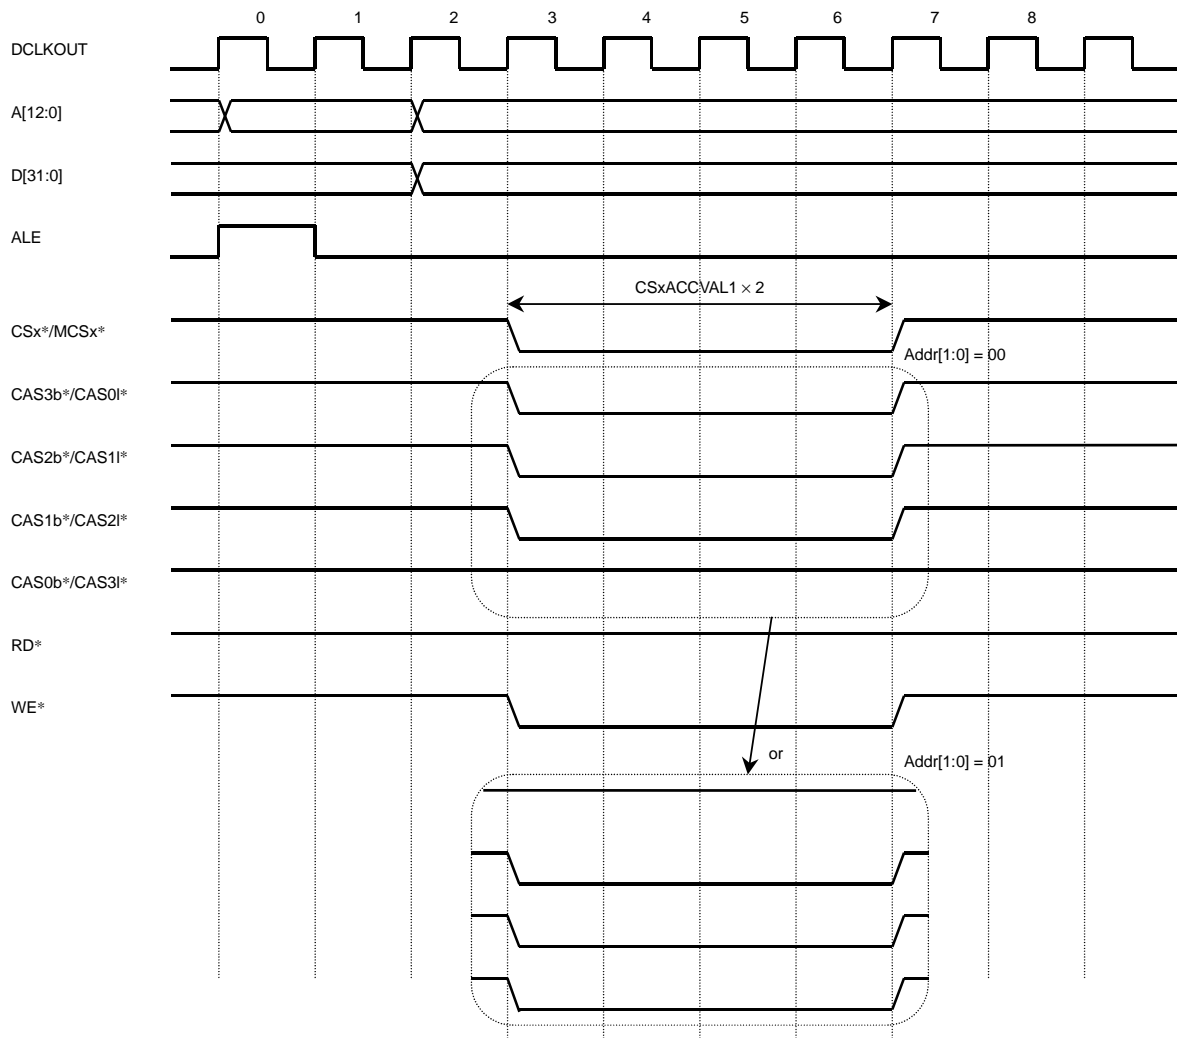 0 1 2 3 4 5 6 7 8
DCLKOUT
A[12:0]
D[31:0]
ALE
CSxACCVAL1 × 2
CSx*/MCSx*
Addr[1:0] = 00
CAS3b*/CAS0l*
CAS2b*/CAS1l*
CAS1b*/CAS2l*
CAS0b*/CAS3l*
RD*
WE*
or
Addr[1:0] = 01